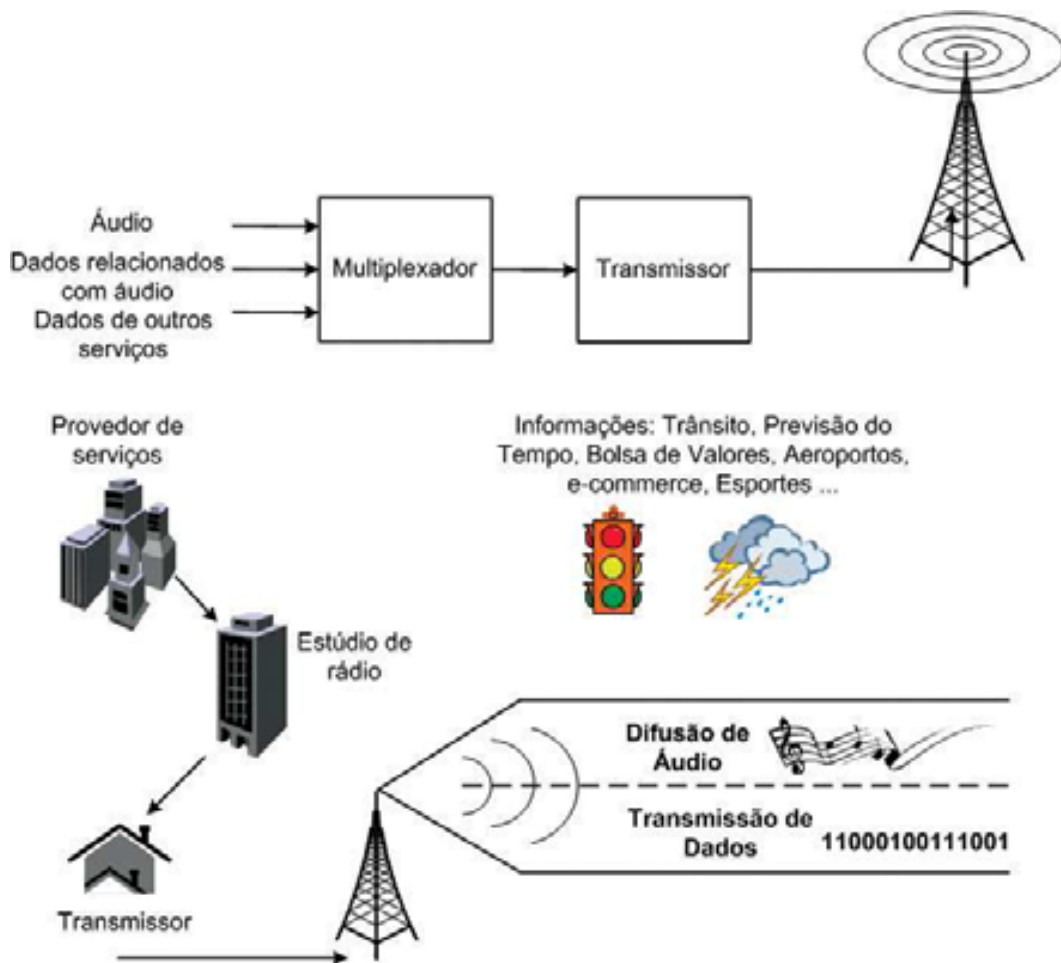 Áudio
Dados relacionados
com áudio
Dados de outros
serviços
Multiplexador
Transmissor
Provedor de
serviços
Informações: Trânsito, Previsão do
Tempo, Bolsa de Valores, Aeroportos,
e-commerce, Esportes ...
Estúdio de
rádio
Difusão de
Áudio
Transmissão de
Dados
11000100111001
Transmissor